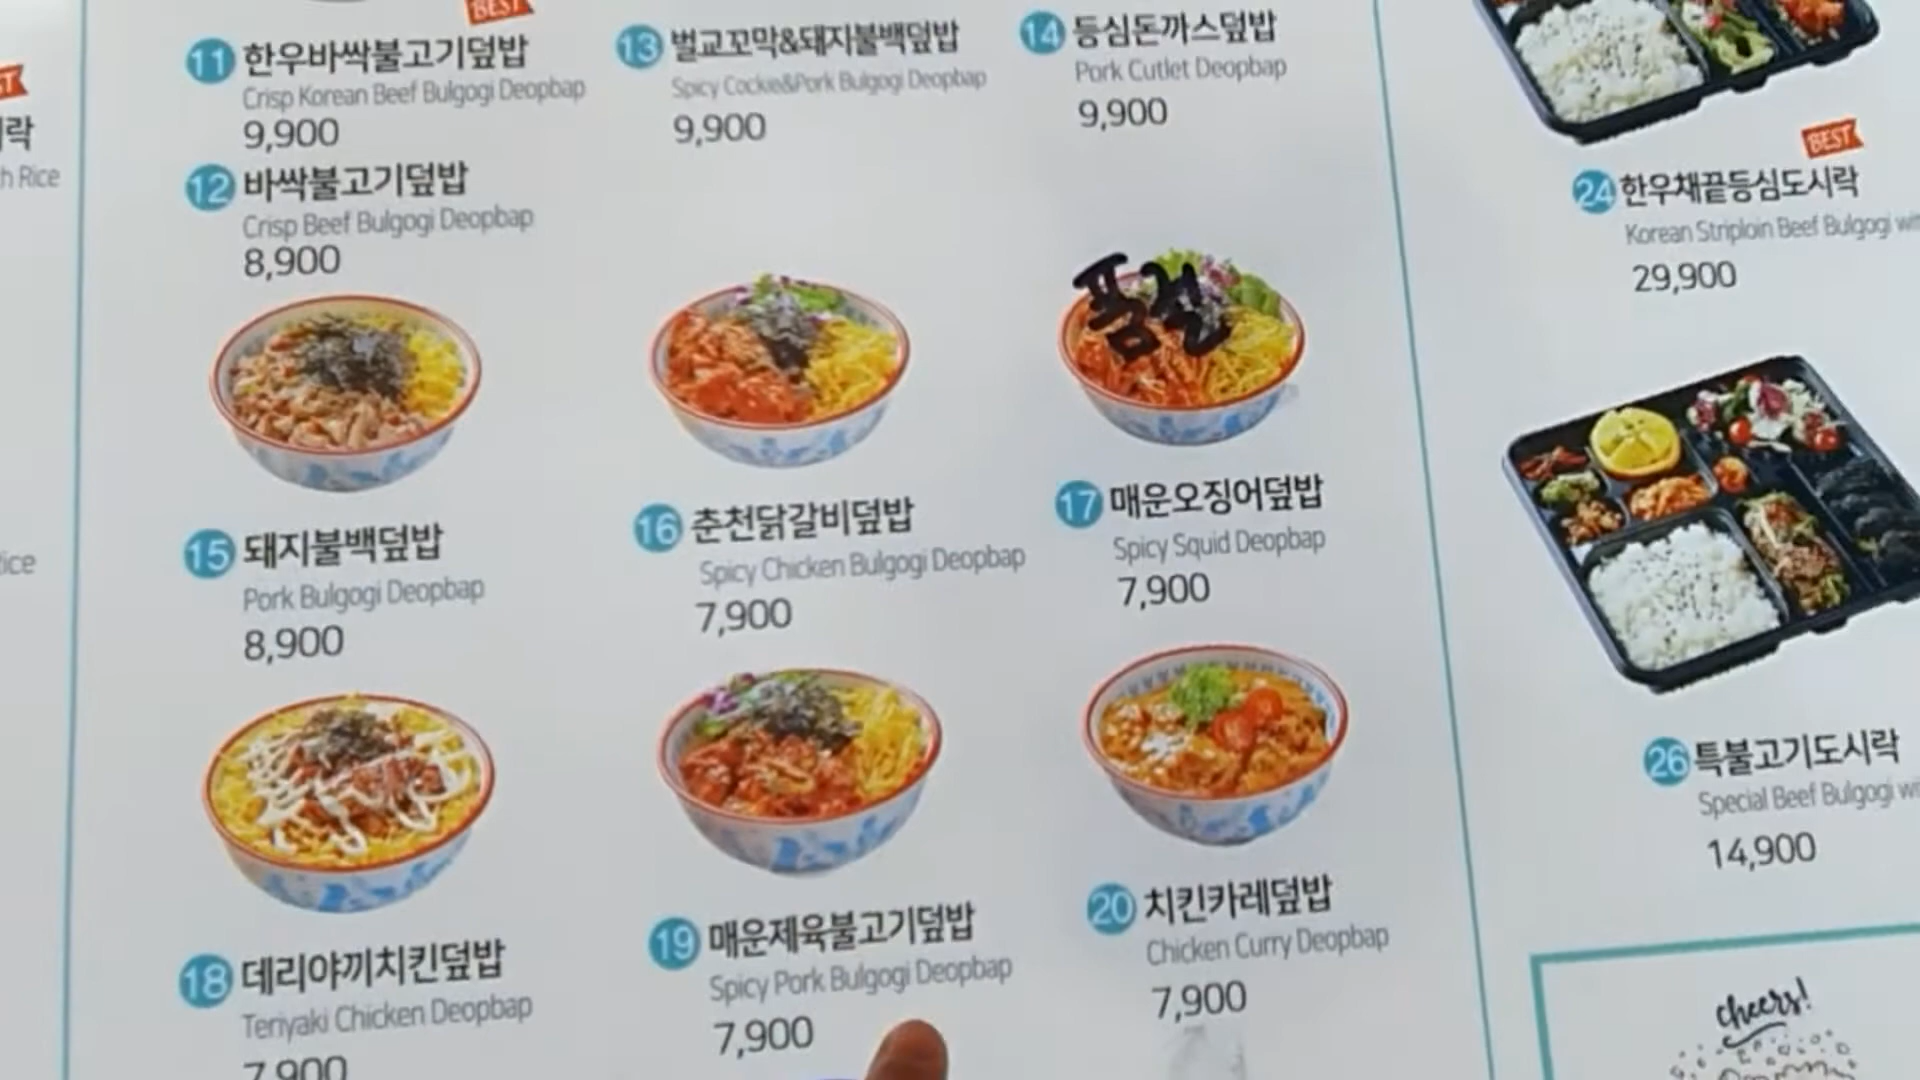 BEST
11 한우바싹불고기덮밥
Crisp Korean Beef Bulgogi Deopbap
9,900
12 바싹불고기덮밥
Crisp Beef Bulgogi Deopbap
8,900
13 벌교꼬막&돼지불백덮밥
Spicy Cockle&Pork Bulgogi Deopbap
9,900
14 등심돈까스덮밥
Pork Cutlet Deopbap
9,900
락
h Rice
품절
15 돼지불백덮밥
Pork Bulgogi Deopbap
8,900
16 춘천닭갈비덮밥
Spicy Chicken Bulgogi Deopbap
7,900
17 매운오징어덮밥
Spicy Squid Deopbap
7,900
Rice
18 데리야끼치킨덮밥
Teriyaki Chicken Deopbap
7,900
19 매운제육불고기덮밥
Spicy Pork Bulgogi Deopbap
7,900
20 치킨카레덮밥
Chicken Curry Deopbap
7,900
BEST
24 한우채끝등심도시락
Korean Striploin Beef Bulgogi wit
29,900
26 특불고기도시락
Special Beef Bulgogi wi
14,900
cheers!